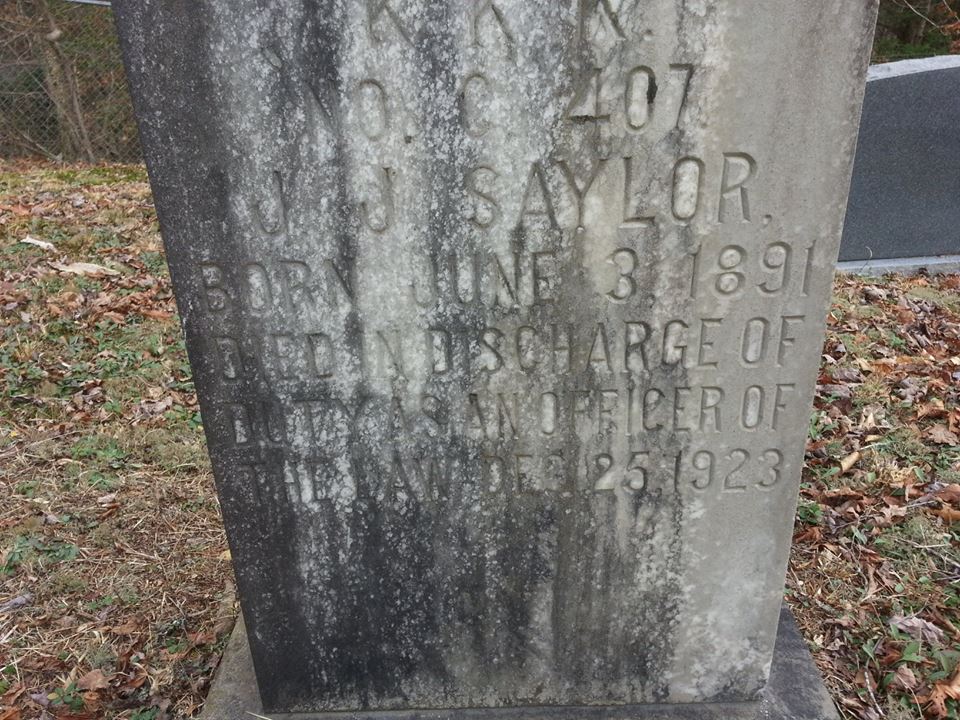 K K K.
NO. C. 407
J J SAYLOR.
BORN JUNE 3, 1891
DIED IN DISCHARGE OF
DUTY AS AN OFFICER OF
THE LAW DEC. 25, 1923